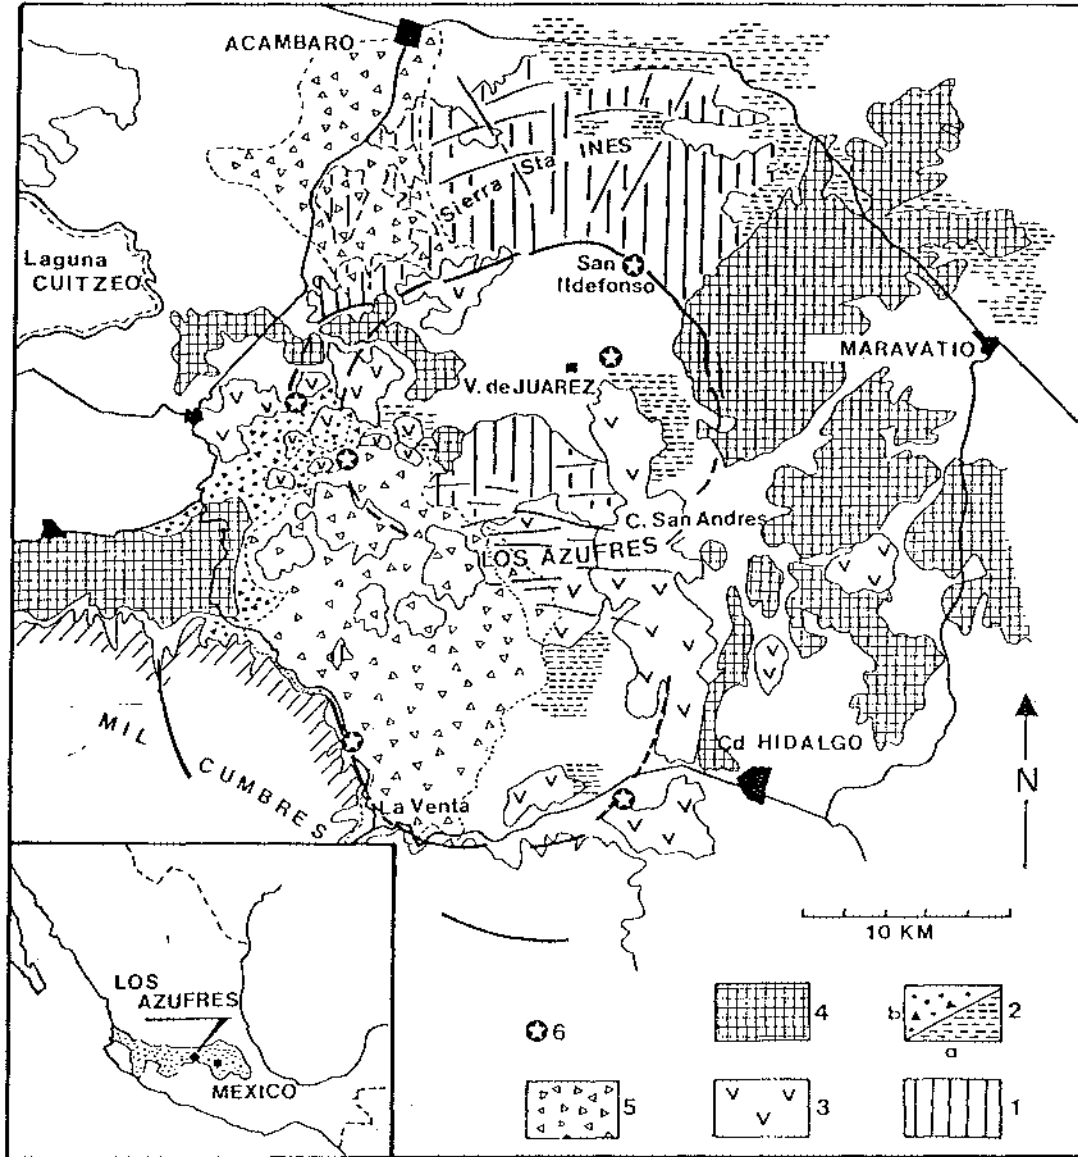 ACAMBARO
Sierra Sta INES
Laguna
CUITZEO
San
Ildefonso
MARAVATIO
V. de JUAREZ
C. San Andres
LOS AZUFRES
MIL CUMBRES
Cd HIDALGO
La Venta
N
10 KM
LOS
AZUFRES
MEXICO
6
4
b
2
a
5
3
1